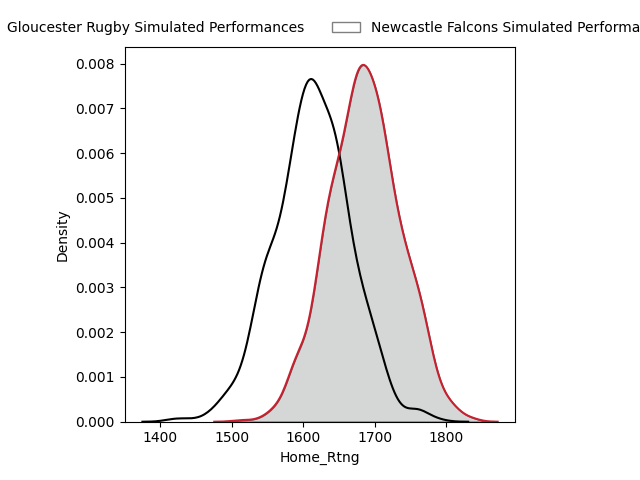 Gloucester Rugby Simulated Performances
Newcastle Falcons Simulated Performa
0.008
0.007
0.006
0.005
0.004
0.003
0.002
0.001
0.000
Density
1400 1500 1600 1700 1800
Home_Rtng